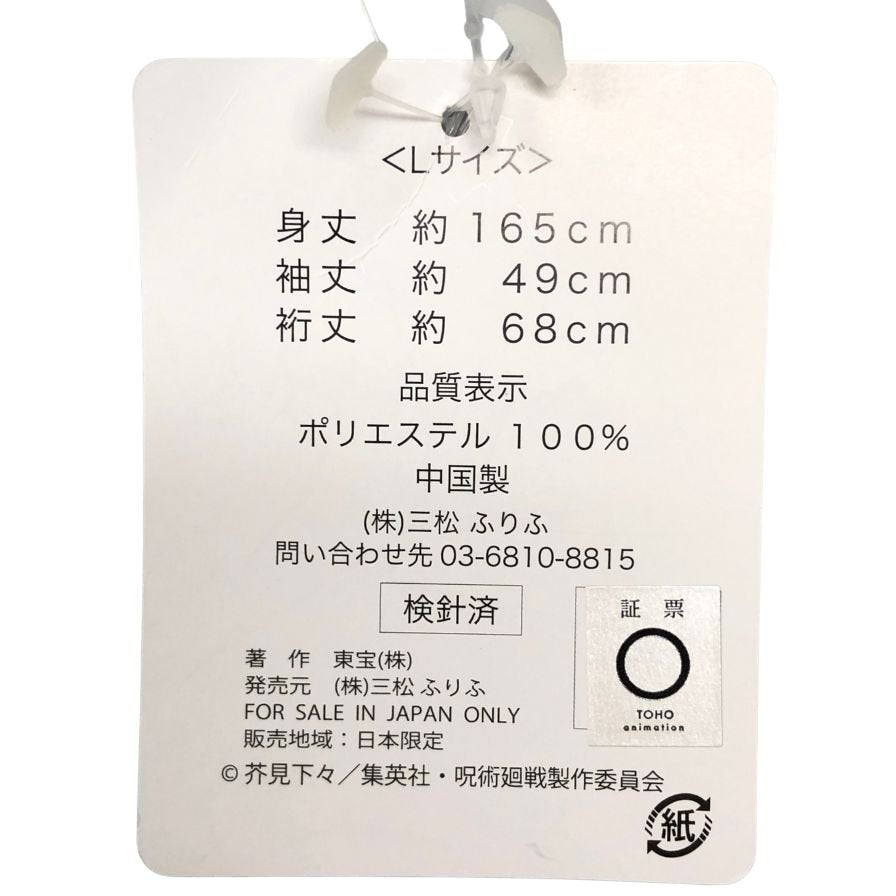 <Lサイズ>
身丈 約165cm
袖丈 約 49cm
裄丈 約 68cm
品質表示
ポリエステル 100%
中国製
(株)三松 ふりふ
問い合わせ先 03-6810-8815
検針済
証 票
TOHO
animation
著 作 東宝(株)
発売元 (株)三松 ふりふ
FOR SALE IN JAPAN ONLY
販売地域:日本限定
© 芥見下々/集英社・呪術廻戦製作委員会
紙